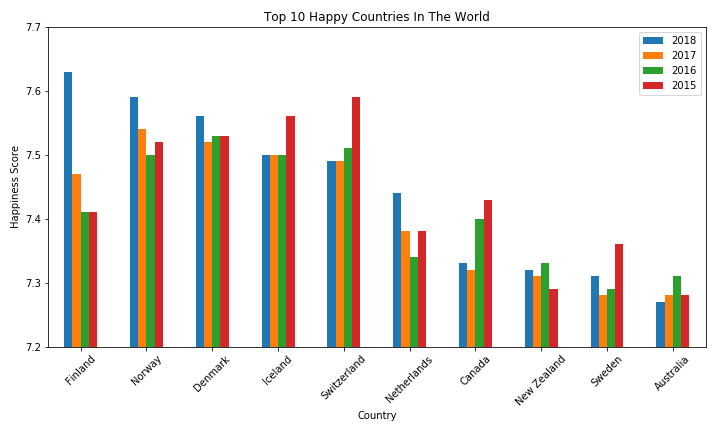 Top 10 Happy Countries In The World
7.7
7.6
7.5
7.4
7.3
7.2
Happiness Score
2018
2017
2016
2015
Finland
Norway
Denmark
Iceland
Switzerland
Netherlands
Canada
New Zealand
Sweden
Australia
Country